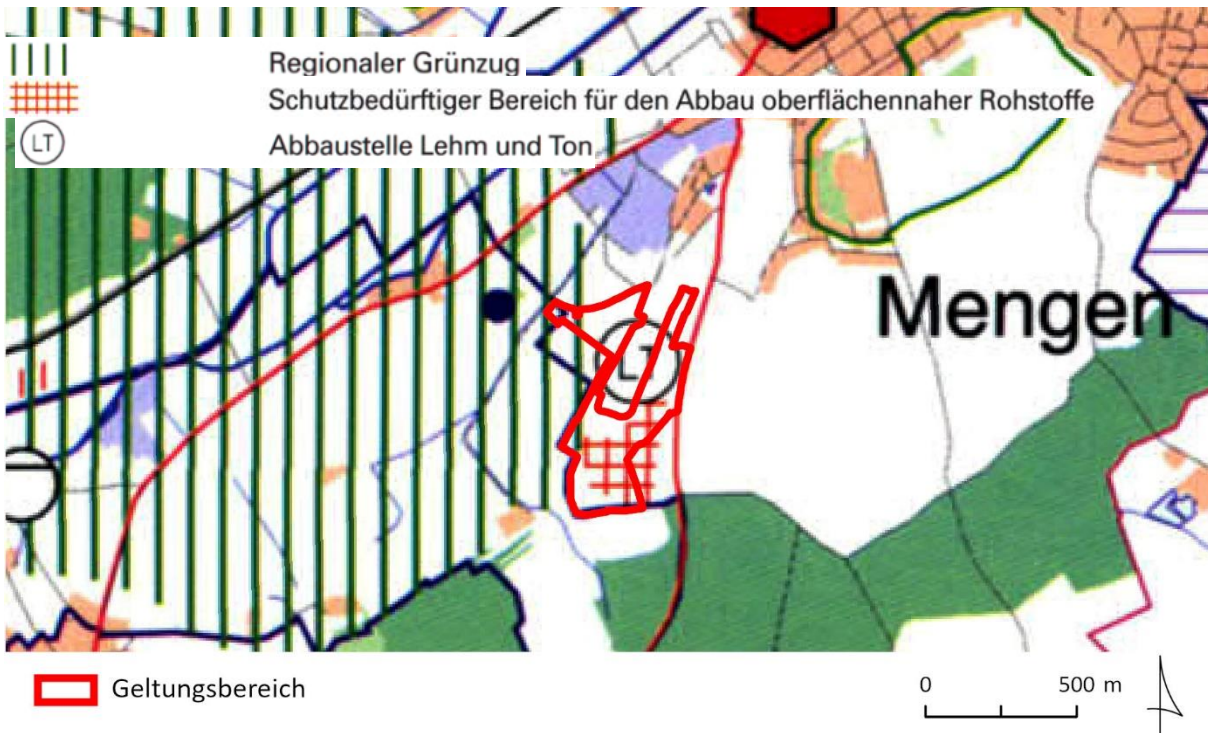 Regionaler Grünzug
Schutzbedürftiger Bereich für den Abbau oberflächennaher Rohstoffe
LT Abbaustelle Lehm und Ton
Mengen
LT
Geltungsbereich
0 500 m